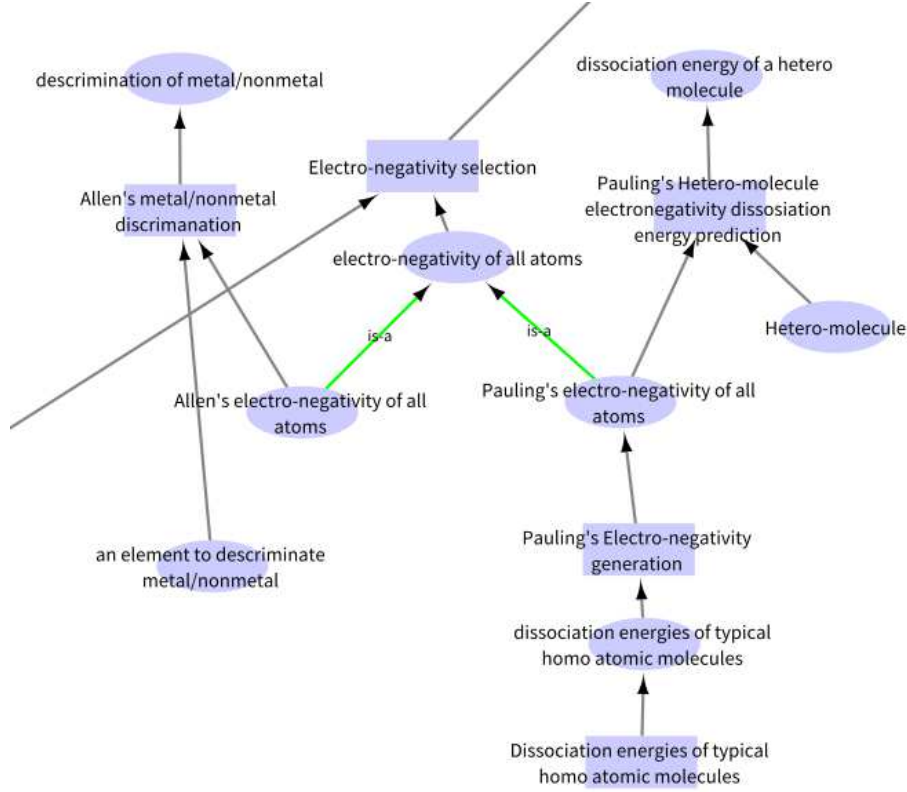 descrimination of metal/nonmetal
dissociation energy of a hetero
molecule
Electro-negativity selection
Allen's metal/nonmetal
discrimanation
Pauling's Hetero-molecule
electronegativity dissosiation
energy prediction
electro-negativity of all atoms
Hetero-molecule
is-a
is-a
Allen's electro-negativity of all
atoms
Pauling's electro-negativity of all
atoms
an element to descriminate
metal/nonmetal
Pauling's Electro-negativity
generation
dissociation energies of typical
homo atomic molecules
Dissociation energies of typical
homo atomic molecules